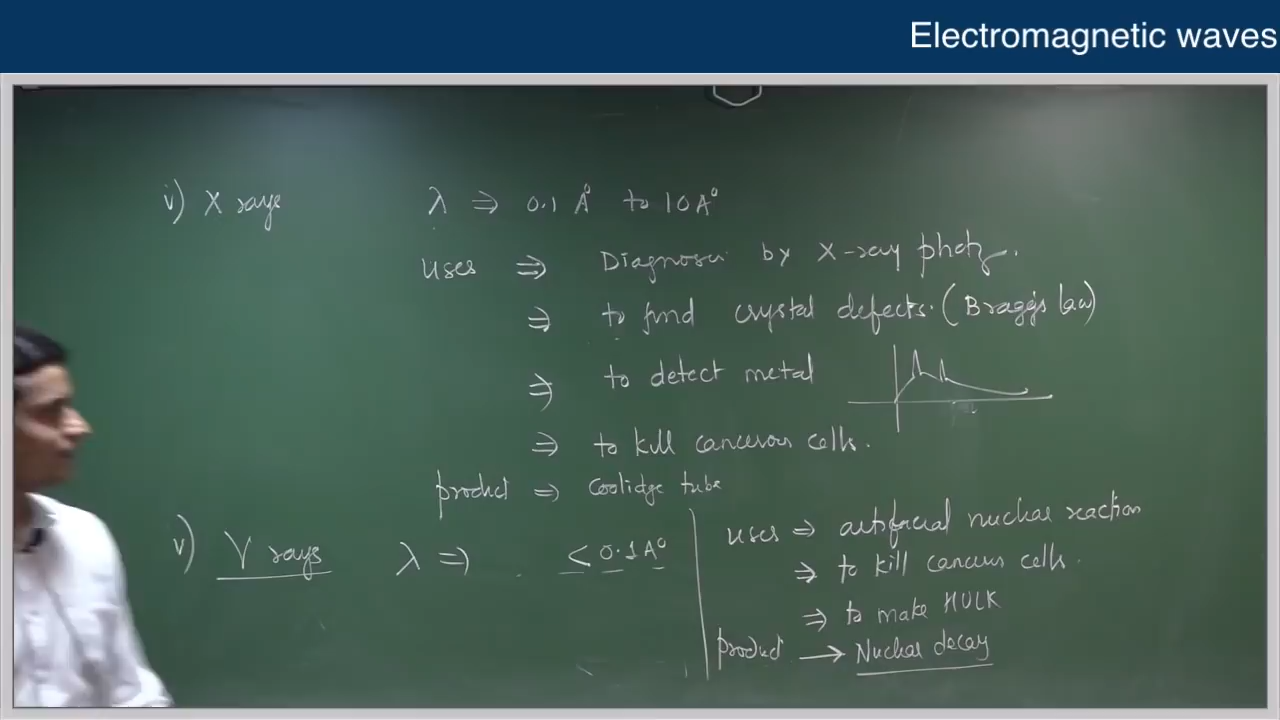 Electromagnetic waves
iv) X rays λ ⇒ 0.1 A° to 10 A°
uses ⇒ Diagnosis by X-ray photo.
⇒ to find crystal defects. (Bragg's law)
⇒ to detect metal
⇒ to kill cancerous cells.
product ⇒ Coolidge tube
v) γ rays λ ⇒ < 0.1 A°
uses ⇒ artificial nuclear reaction
⇒ to kill cancerous cells.
⇒ to make HULK
product → Nuclear decay